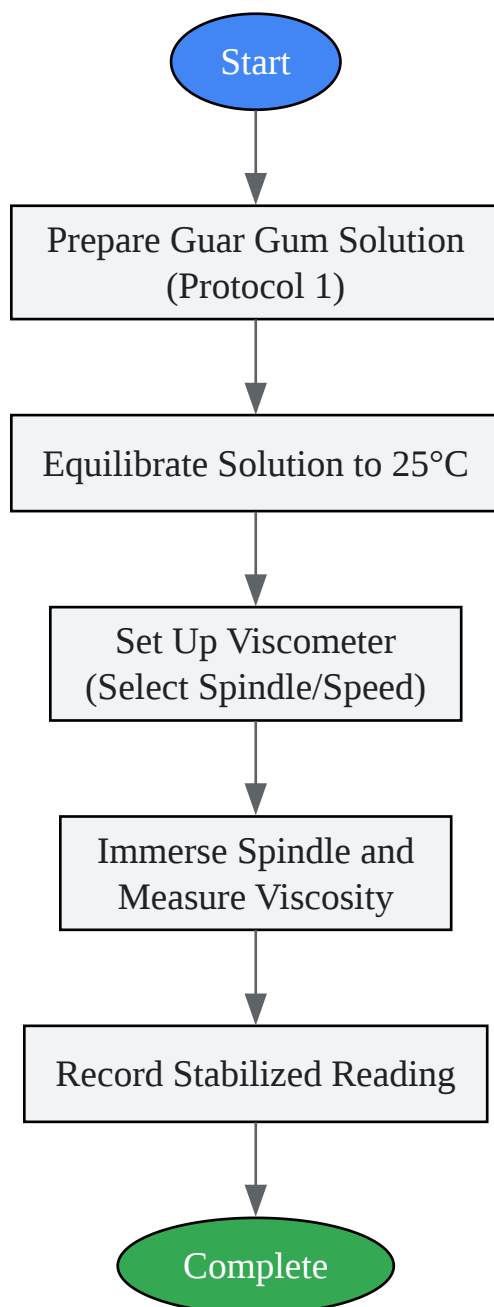 Start
Prepare Guar Gum Solution
(Protocol 1)
Equilibrate Solution to 25°C
Set Up Viscometer
(Select Spindle/Speed)
Immerse Spindle and
Measure Viscosity
Record Stabilized Reading
Complete